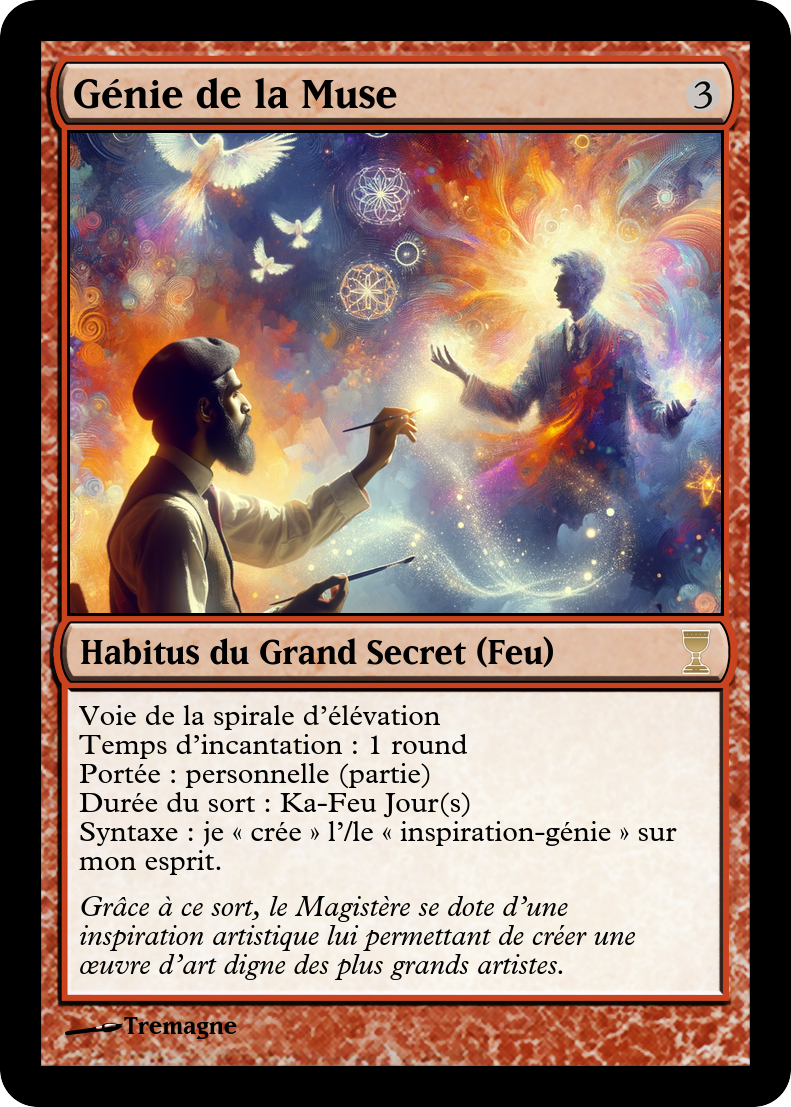 Génie de la Muse
3
Habitus du Grand Secret (Feu)
Voie de la spirale d’élévation
Temps d’incantation : 1 round
Portée : personnelle (partie)
Durée du sort : Ka-Feu Jour(s)
Syntaxe : je « crée » l’/le « inspiration-génie » sur
mon esprit.
Grâce à ce sort, le Magistère se dote d’une
inspiration artistique lui permettant de créer une
œuvre d’art digne des plus grands artistes.
Tremagne